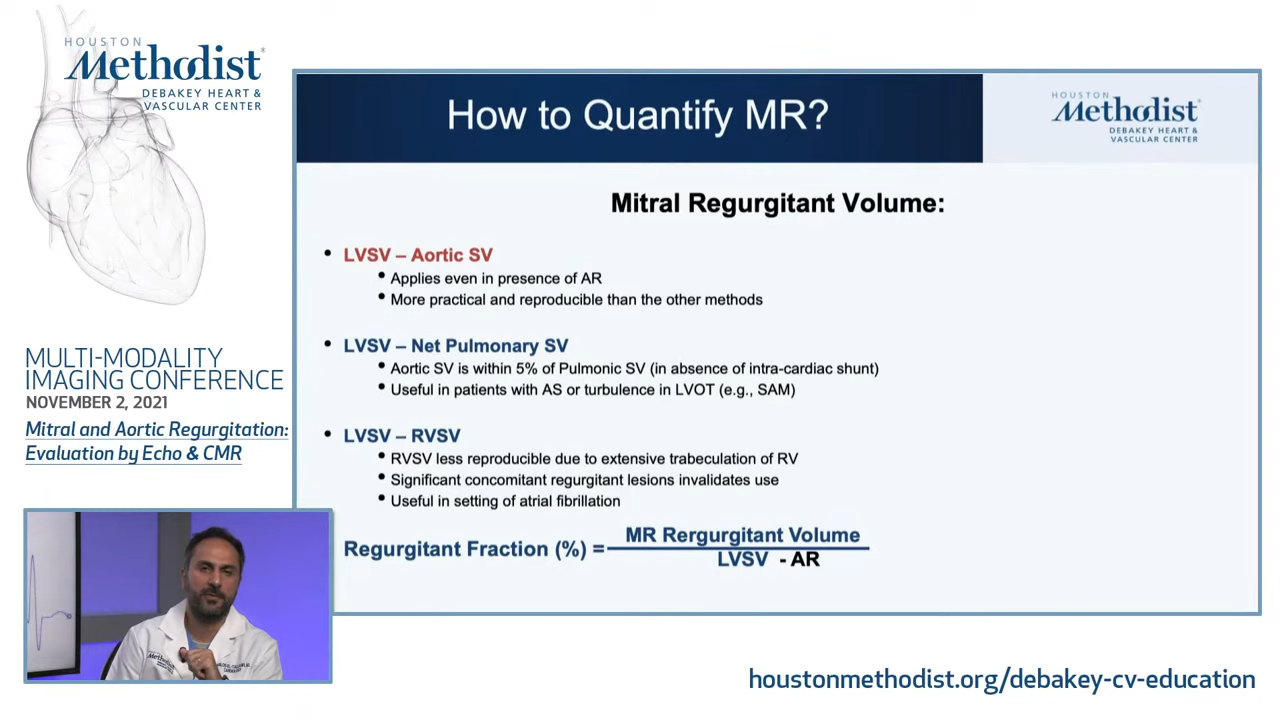 HOUSTON
Methodist®
DEBAKEY HEART &
VASCULAR CENTER
MULTI-MODALITY
IMAGING CONFERENCE
NOVEMBER 2, 2021
Mitral and Aortic Regurgitation:
Evaluation by Echo & CMR
How to Quantify MR?
HOUSTON
Methodist
DEBAKEY HEART &
VASCULAR CENTER
Mitral Regurgitant Volume:
• LVSV – Aortic SV
• Applies even in presence of AR
• More practical and reproducible than the other methods
• LVSV – Net Pulmonary SV
• Aortic SV is within 5% of Pulmonic SV (in absence of intra-cardiac shunt)
• Useful in patients with AS or turbulence in LVOT (e.g., SAM)
• LVSV – RVSV
• RVSV less reproducible due to extensive trabeculation of RV
• Significant concomitant regurgitant lesions invalidates use
• Useful in setting of atrial fibrillation
Regurgitant Fraction (%) = MR Rergurgitant Volume
LVSV - AR
Methodist
houstonmethodist.org/debakey-cv-education